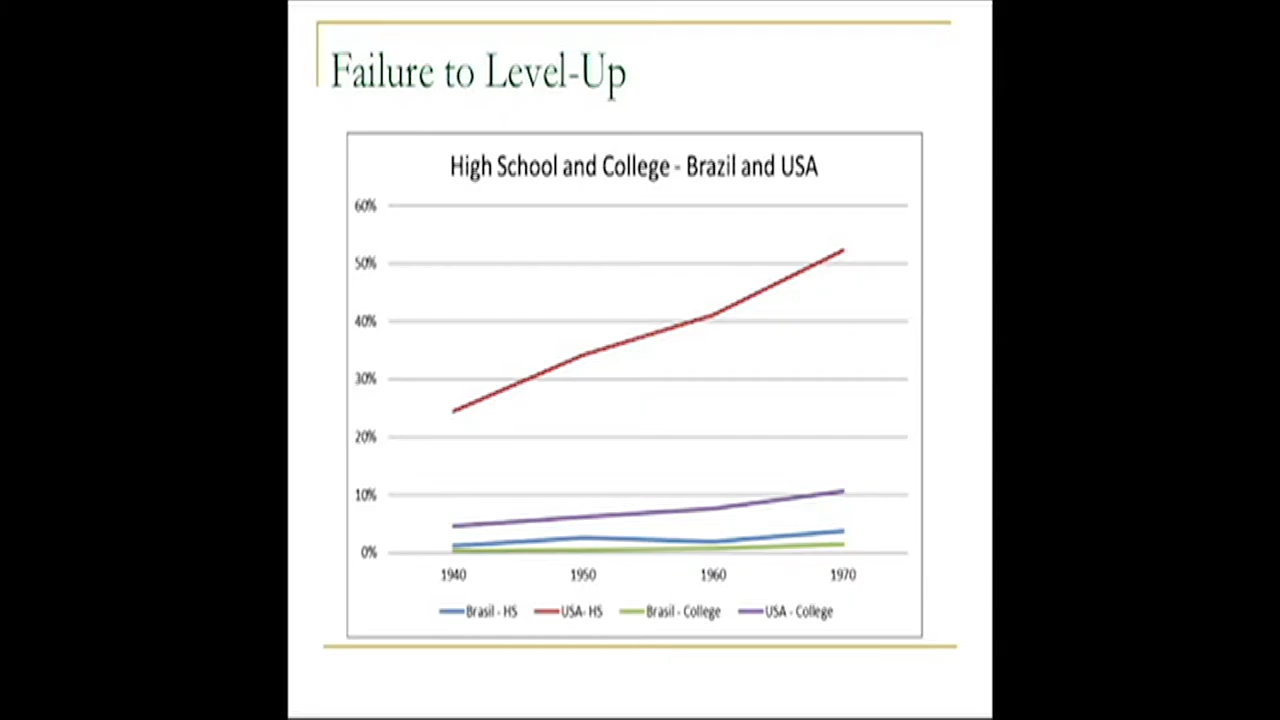 Failure to Level-Up
High School and College - Brazil and USA
60%
50%
40%
30%
20%
10%
0%
1940 1950 1960 1970
Brasil - HS USA- HS Brasil - College USA - College